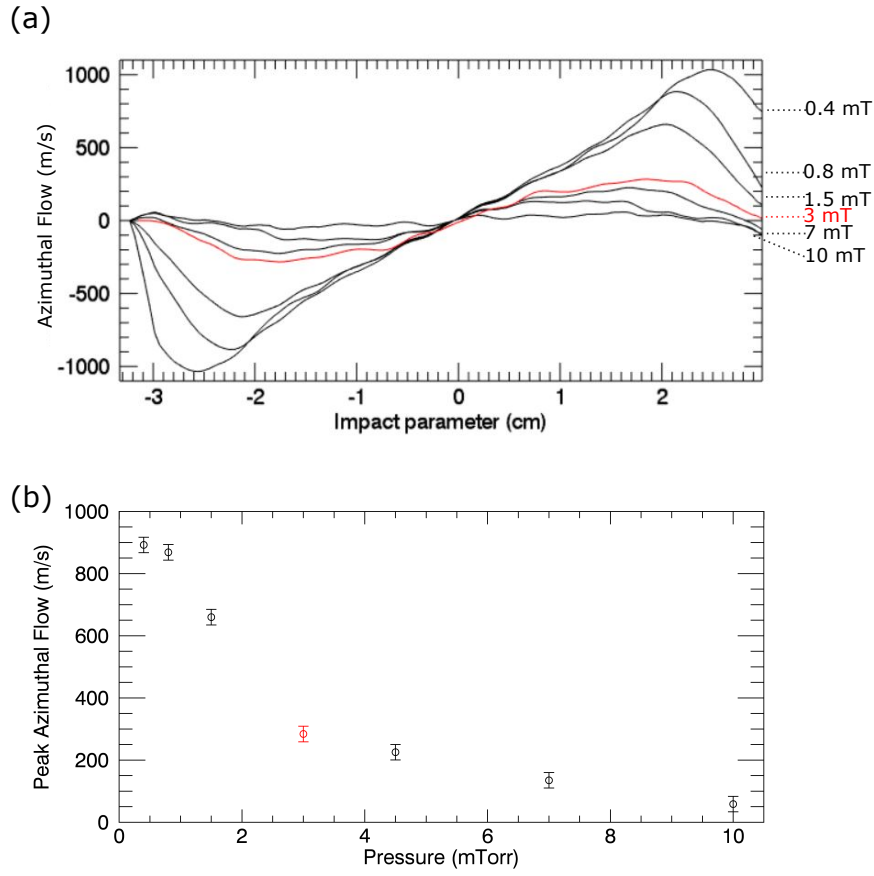 (a)
1000
500
0
-500
-1000
Azimuthal Flow (m/s)
-3 -2 -1 0 1 2
Impact parameter (cm)
0.4 mT
0.8 mT
1.5 mT
3 mT
7 mT
10 mT
(b)
1000
800
600
400
200
0
Peak Azimuthal Flow (m/s)
0 2 4 6 8 10
Pressure (mTorr)